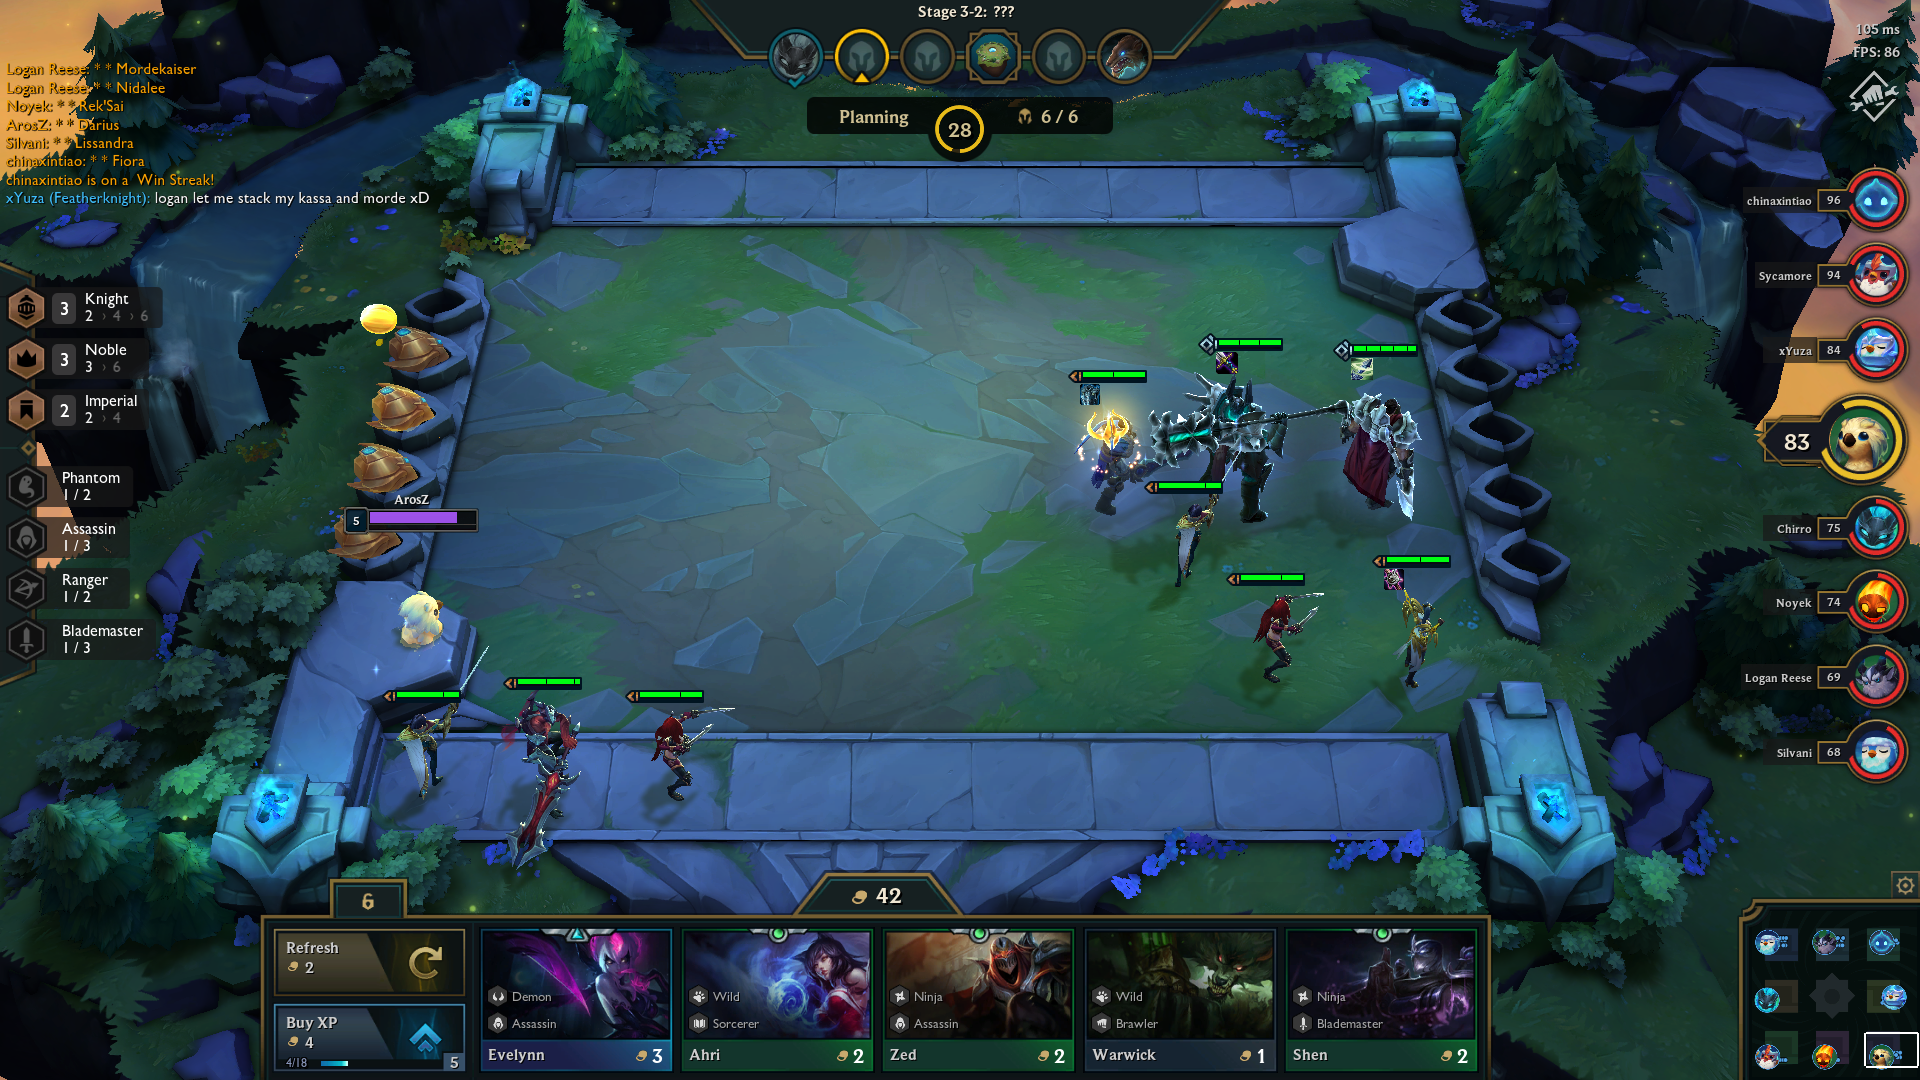 Stage 3-2: ???
105 ms
FPS: 86
Logan Reese: * * Mordekaiser
Logan Reese: * * Nidalee
Noyek: * * Rek'Sai
ArosZ: * * Darius
Silvani: * * Lissandra
chinaxintiao: * * Fiora
chinaxintiao is on a Win Streak!
xYuza (Featherknight): logan let me stack my kassa and morde xD
Planning
28
6 / 6
3
Knight
2 › 4 › 6
3
Noble
3 › 6
2
Imperial
2 › 4
Phantom
1 / 2
Assassin
1 / 3
Ranger
1 / 2
Blademaster
1 / 3
ArosZ
5
chinaxintiao 96
Sycamore 94
xYuza 84
83
Chirro 75
Noyek 74
Logan Reese 69
Silvani 68
6
42
Refresh
2
Buy XP
4
4/18
5
Demon
Assassin
Evelynn 3
Wild
Sorcerer
Ahri 2
Ninja
Assassin
Zed 2
Wild
Brawler
Warwick 1
Ninja
Blademaster
Shen 2